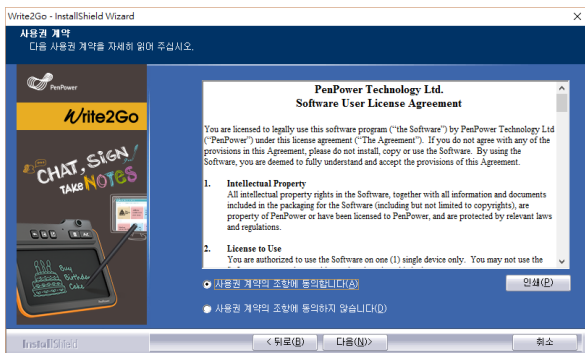 Write2Go - InstallShield Wizard
사용권 계약
다음 사용권 계약을 자세히 읽어 주십시오.
PenPower
Write2Go
CHAT, SIGN
TAKE NOTES
Buy
Birthday
Cake
PenPower Technology Ltd.
Software User License Agreement
You are licensed to legally use this software program ("the Software") by PenPower Technology Ltd
("PenPower") under this license agreement ("The Agreement"). If you do not agree with any of the
provisions in this Agreement, please do not install, copy or use the Software. By using the
Software, you are deemed to fully understand and accept the provisions of this Agreement.
1. Intellectual Property
All intellectual property rights in the Software, together with all information and documents
included in the packaging for the Software (including but not limited to copyrights), are
property of PenPower or have been licensed to PenPower, and are protected by relevant laws
and regulations.
2. License to Use
You are authorized to use the Software on one (1) single device only. You may not use the
사용권 계약의 조항에 동의합니다(A)
인쇄(P)
사용권 계약의 조항에 동의하지 않습니다(D)
InstallShield
< 뒤로(B)
다음(N)>
취소